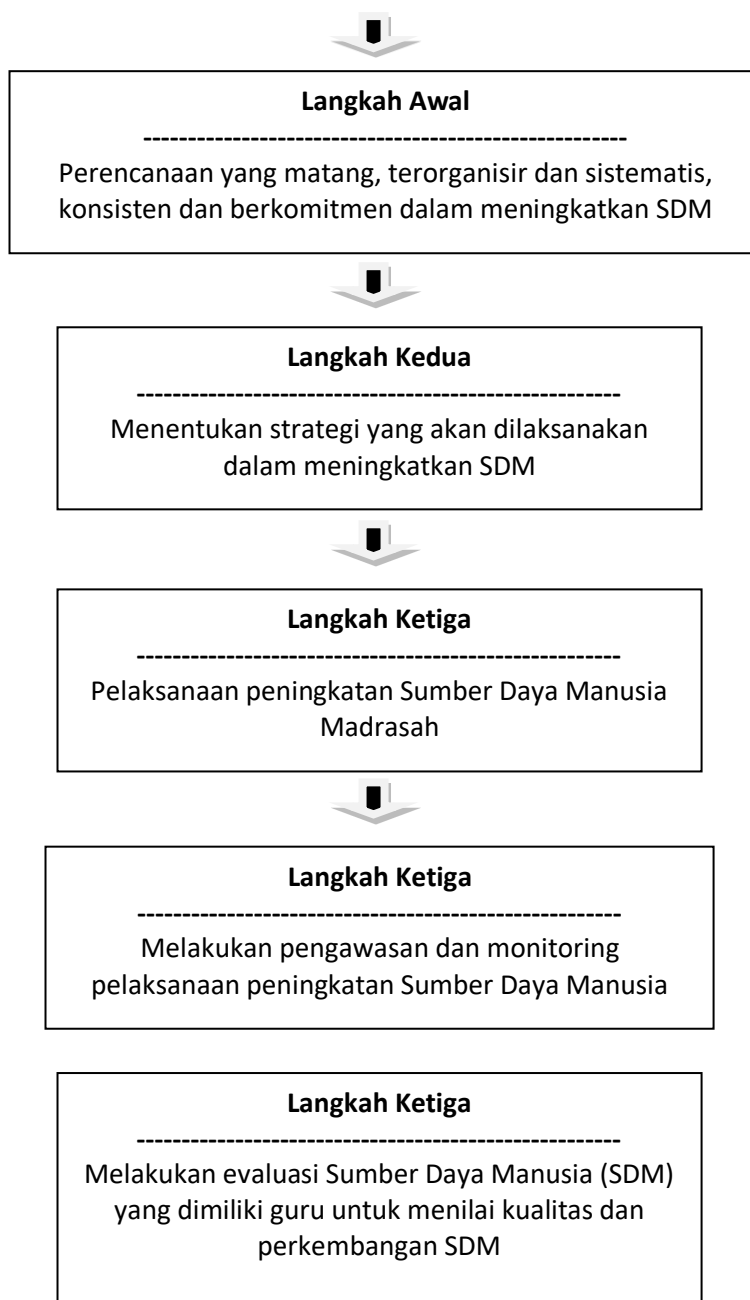 Langkah Awal
------------------------------------------------------
Perencanaan yang matang, terorganisir dan sistematis,
konsisten dan berkomitmen dalam meningkatkan SDM
Langkah Kedua
------------------------------------------------------
Menentukan strategi yang akan dilaksanakan
dalam meningkatkan SDM
Langkah Ketiga
------------------------------------------------------
Pelaksanaan peningkatan Sumber Daya Manusia
Madrasah
Langkah Ketiga
------------------------------------------------------
Melakukan pengawasan dan monitoring
pelaksanaan peningkatan Sumber Daya Manusia
Langkah Ketiga
------------------------------------------------------
Melakukan evaluasi Sumber Daya Manusia (SDM)
yang dimiliki guru untuk menilai kualitas dan
perkembangan SDM